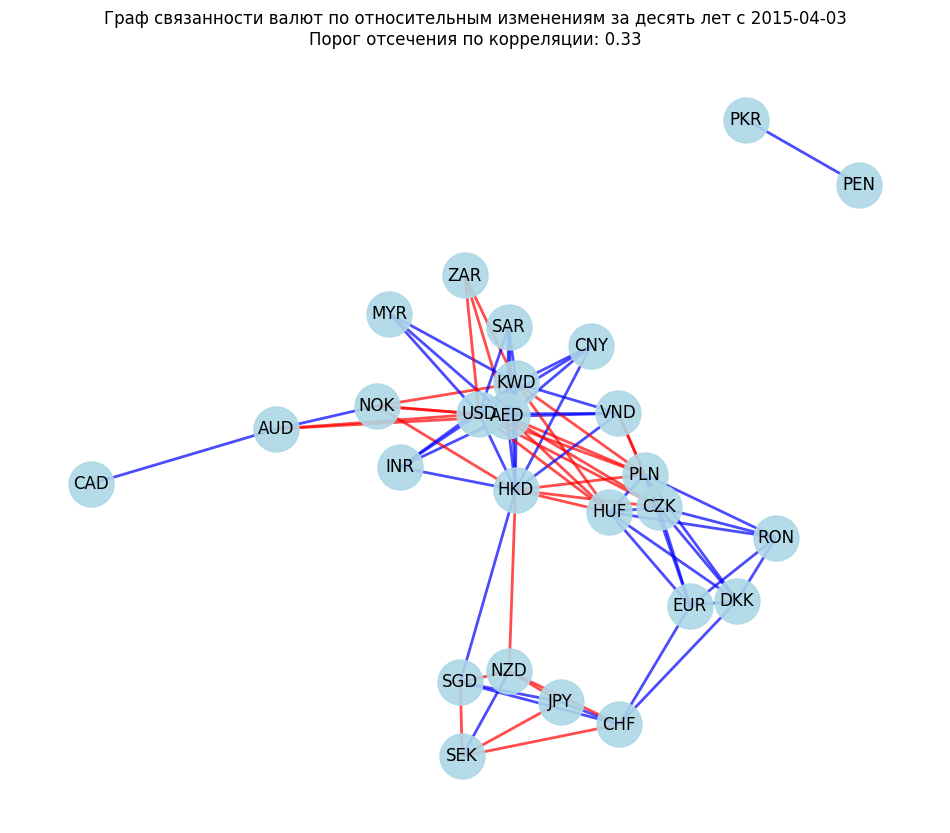 Граф связанности валют по относительным изменениям за десять лет с 2015-04-03
Порог отсечения по корреляции: 0.33
PKR
PEN
ZAR
MYR
SAR
CNY
KWD
NOK
USD
AED
VND
AUD
INR
PLN
CAD
HKD
HUF
CZK
RON
EUR
DKK
NZD
SGD
JPY
CHF
SEK